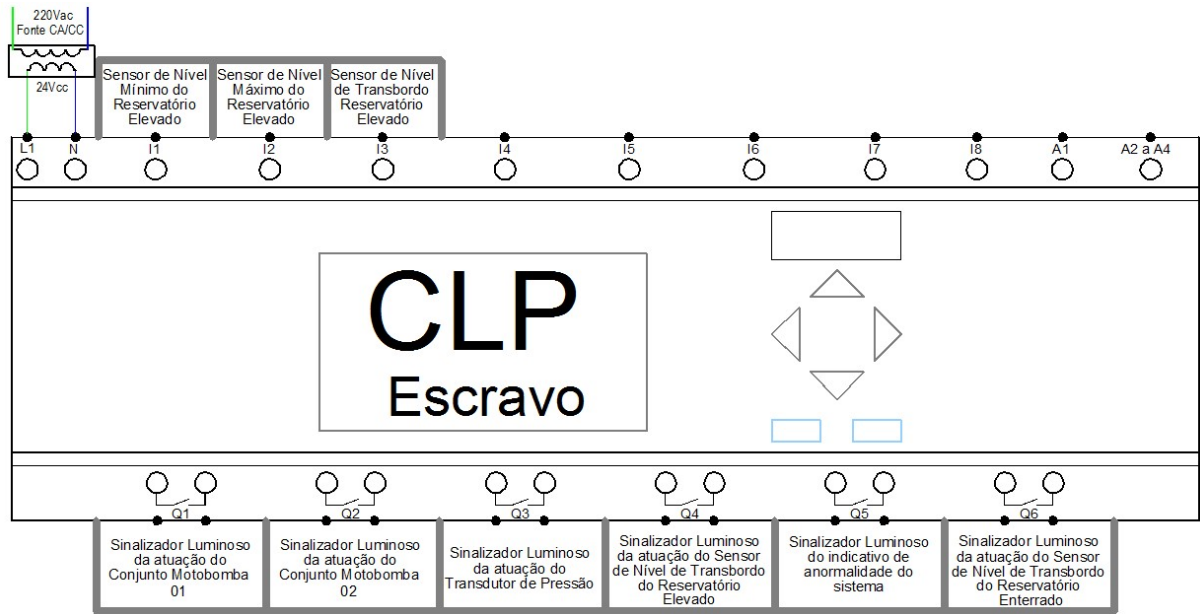 220Vac
Fonte CA/CC
24Vcc
Sensor de Nível
Mínimo do
Reservatório
Elevado
Sensor de Nível
Máximo do
Reservatório
Elevado
Sensor de Nível
de Transbordo
Reservatório
Elevado
L1 N I1 I2 I3 I4 I5 I6 I7 I8 A1 A2 a A4
CLP
Escravo
Q1 Q2 Q3 Q4 Q5 Q6
Sinalizador Luminoso
da atuação do
Conjunto Motobomba
01
Sinalizador Luminoso
da atuação do
Conjunto Motobomba
02
Sinalizador Luminoso
da atuação do
Transdutor de Pressão
Sinalizador Luminoso
da atuação do Sensor
de Nível de Transbordo
do Reservatório
Elevado
Sinalizador Luminoso
do indicativo de
anormalidade do
sistema
Sinalizador Luminoso
da atuação do Sensor
de Nível de Transbordo
do Reservatório
Enterrado